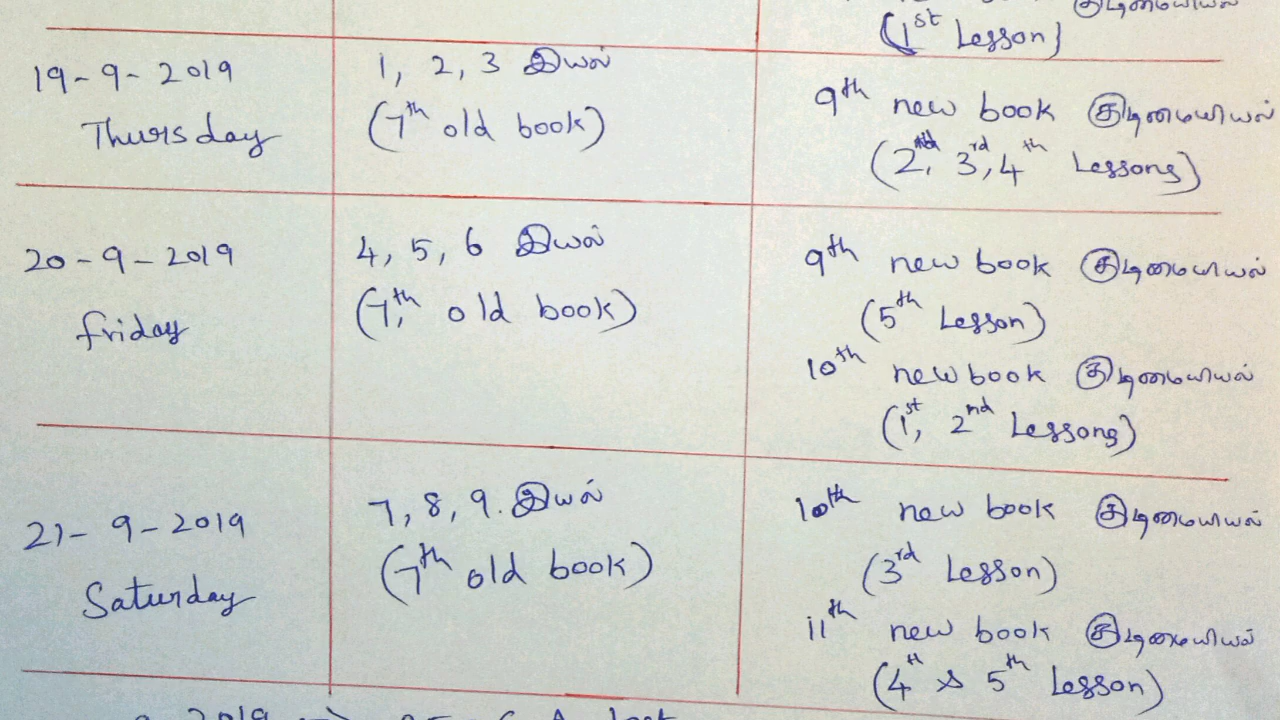 குடிமையியல்
(1st Lesson)
19-9-2019
Thursday
1, 2, 3 இயல்
(7th old book)
9th new book குடிமையியல்
(2nd, 3rd, 4th Lessons)
20-9-2019
friday
4, 5, 6 இயல்
(7th old book)
9th new book குடிமையியல்
(5th Lesson)
10th new book குடிமையியல்
(1st, 2nd Lessons)
21-9-2019
Saturday
7, 8, 9. இயல்
(7th old book)
10th new book குடிமையியல்
(3rd Lesson)
11th new book குடிமையியல்
(4th & 5th Lesson)
2019